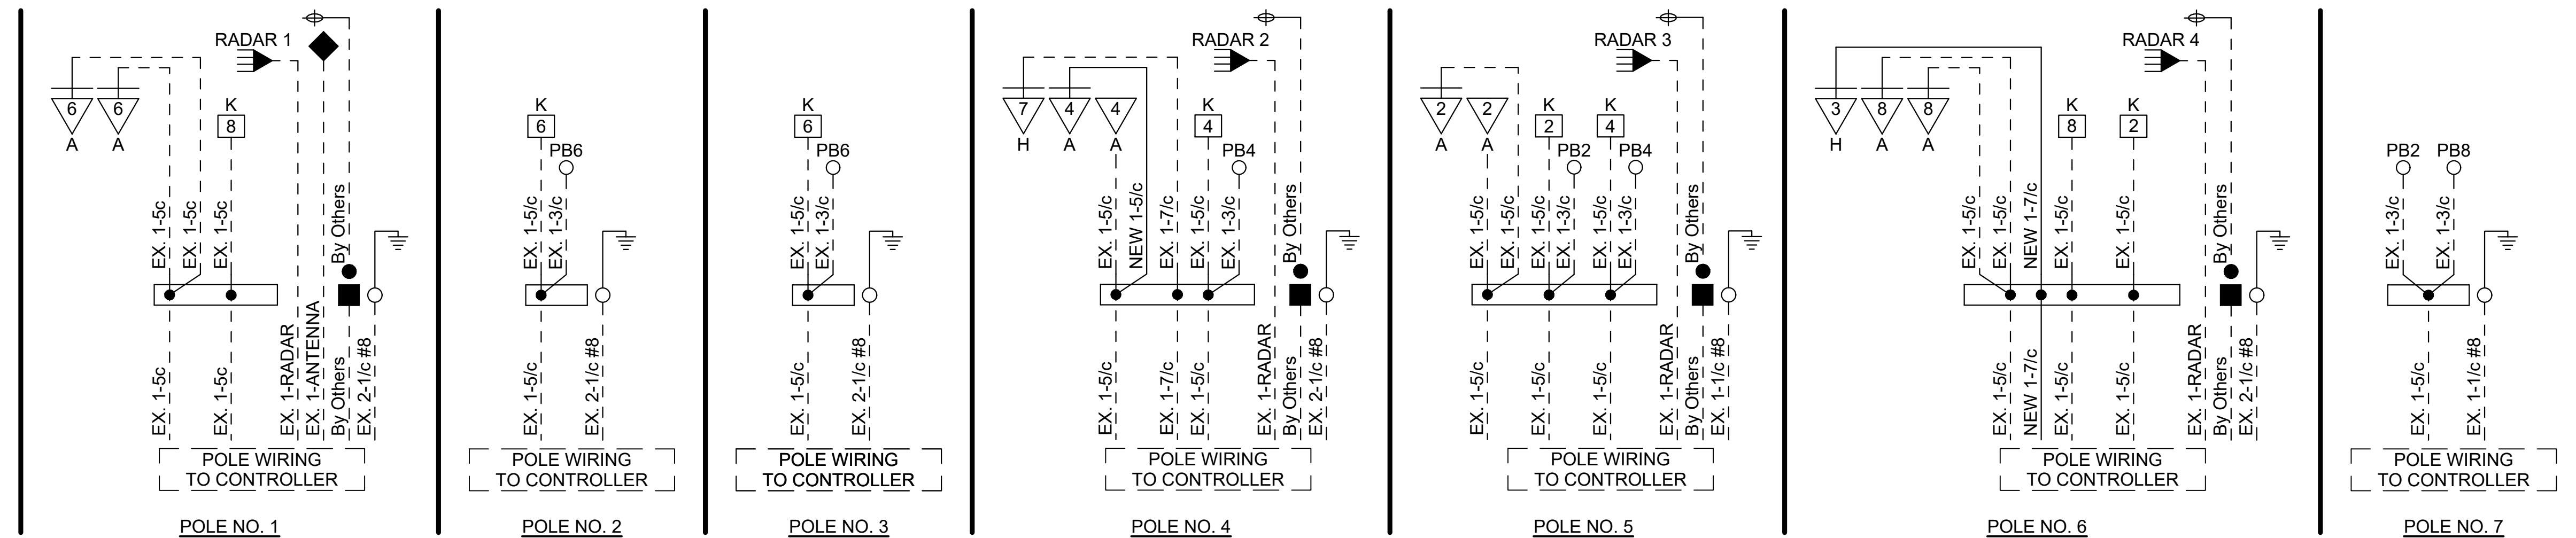 RADAR 1
6
6
A
A
K
8
EX. 1-5c
EX. 1-5c
EX. 1-5c
By Others
EX. 1-5c
EX. 1-5c
EX. 1-RADAR
EX. 1-ANTENNA
By Others
EX. 2-1/c #8
POLE WIRING
TO CONTROLLER
POLE NO. 1
K
6
PB6
EX. 1-5/c
EX. 1-3/c
EX. 1-5/c
EX. 2-1/c #8
POLE WIRING
TO CONTROLLER
POLE NO. 2
K
6
PB6
EX. 1-5/c
EX. 1-3/c
EX. 1-5/c
EX. 2-1/c #8
POLE WIRING
TO CONTROLLER
POLE NO. 3
RADAR 2
7
4
4
H
A
A
K
4
PB4
EX. 1-5/c
NEW 1-5/c
EX. 1-7/c
EX. 1-5/c
EX. 1-3/c
By Others
EX. 1-5/c
EX. 1-7/c
EX. 1-5/c
EX. 1-RADAR
By Others
EX. 2-1/c #8
POLE WIRING
TO CONTROLLER
POLE NO. 4
RADAR 3
2
2
A
A
K
2
K
4
PB2
PB4
EX. 1-5/c
EX. 1-5/c
EX. 1-5/c
EX. 1-3/c
EX. 1-5/c
EX. 1-3/c
By Others
EX. 1-5/c
EX. 1-5/c
EX. 1-5/c
EX. 1-RADAR
By Others
EX. 1-1/c #8
POLE WIRING
TO CONTROLLER
POLE NO. 5
RADAR 4
3
8
8
H
A
A
K
8
K
2
EX. 1-5/c
EX. 1-5/c
NEW 1-7/c
EX. 1-5/c
EX. 1-5/c
By Others
EX. 1-5/c
NEW 1-7/c
EX. 1-5/c
EX. 1-5/c
EX. 1-RADAR
By Others
EX. 2-1/c #8
POLE WIRING
TO CONTROLLER
POLE NO. 6
PB2
PB8
EX. 1-3/c
EX. 1-3/c
EX. 1-5/c
EX. 1-1/c #8
POLE WIRING
TO CONTROLLER
POLE NO. 7